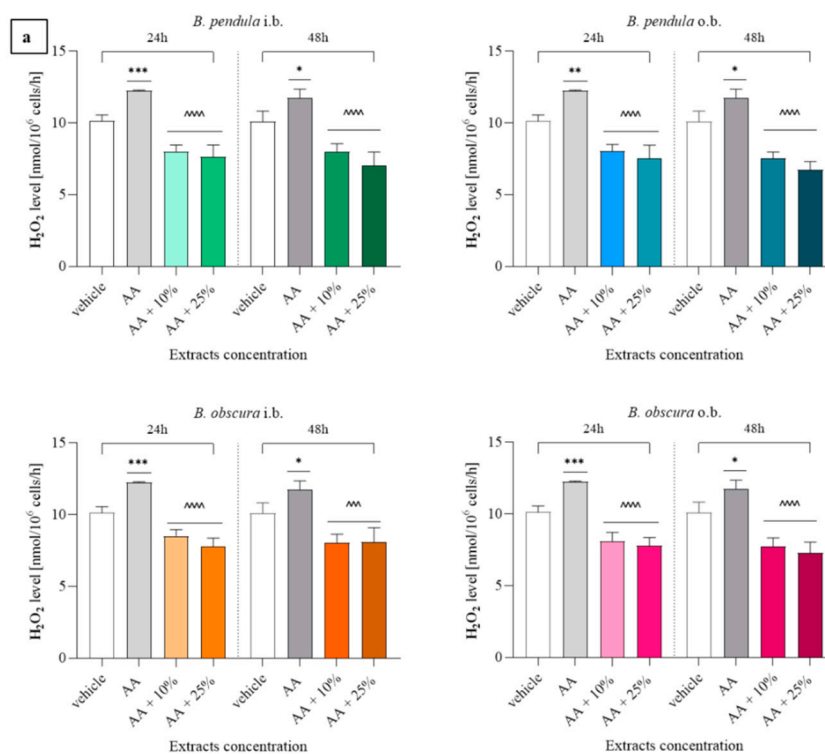 a
B. pendula i.b.
24h
48h
15
10
5
0
H₂O₂ level [nmol/10⁶ cells/h]
***
^^^^
*
^^^^
vehicle
AA
AA + 10%
AA + 25%
vehicle
AA
AA + 10%
AA + 25%
Extracts concentration
B. pendula o.b.
24h
48h
15
10
5
0
H₂O₂ level [nmol/10⁶ cells/h]
**
^^^^
*
^^^^
vehicle
AA
AA + 10%
AA + 25%
vehicle
AA
AA + 10%
AA + 25%
Extracts concentration
B. obscura i.b.
24h
48h
15
10
5
0
H₂O₂ level [nmol/10⁶ cells/h]
***
^^^^
*
^^^
vehicle
AA
AA + 10%
AA + 25%
vehicle
AA
AA + 10%
AA + 25%
Extracts concentration
B. obscura o.b.
24h
48h
15
10
5
0
H₂O₂ level [nmol/10⁶ cells/h]
***
^^^^
*
^^^^
vehicle
AA
AA + 10%
AA + 25%
vehicle
AA
AA + 10%
AA + 25%
Extracts concentration